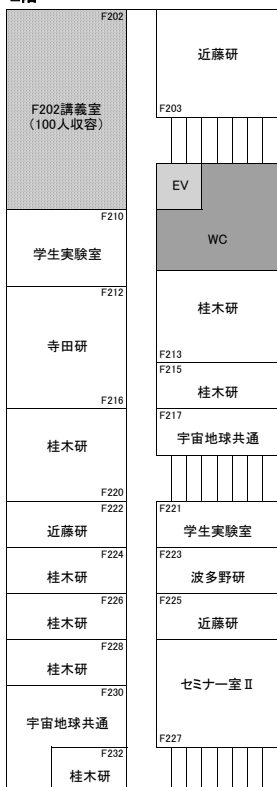 F202
F202講義室
(100人収容)
近藤研
F203
EV
WC
F210
学生実験室
F212
寺田研
F216
桂木研
F213
F215
桂木研
F217
宇宙地球共通
桂木研
F220
F222
近藤研
F221
学生実験室
F224
桂木研
F223
波多野研
F226
桂木研
F225
近藤研
F228
桂木研
セミナー室Ⅱ
F227
F230
宇宙地球共通
F232
桂木研